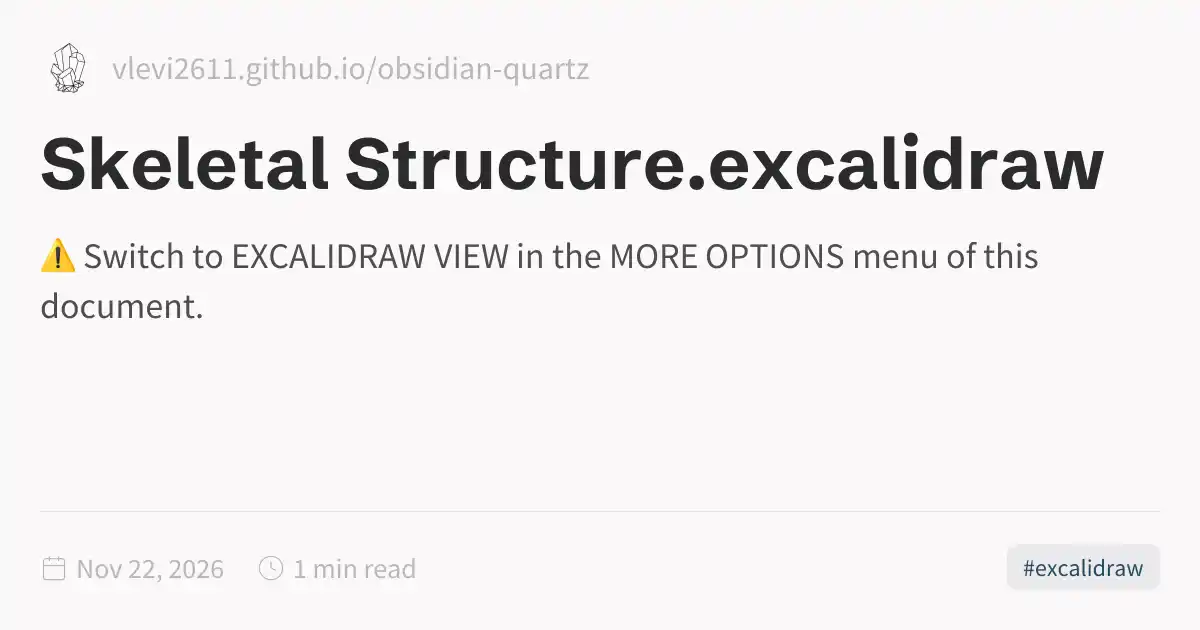 vlevi2611.github.io/obsidian-quartz
Skeletal Structure.excalidraw
⚠️ Switch to EXCALIDRAW VIEW in the MORE OPTIONS menu of this
document.
Nov 22, 2026 1 min read #excalidraw